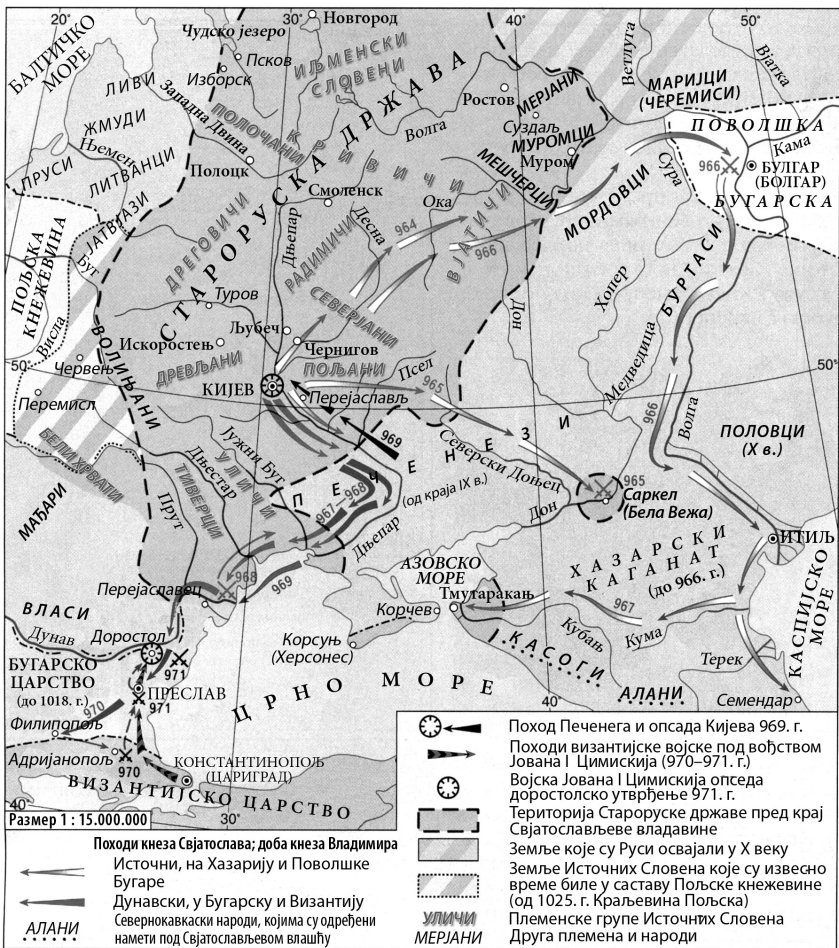 30
40
50
Новгород
Чудско језеро
Псков
Изборск
БАЛТИЧКО
МОРЕ
20
ИЉМЕНСКИ
СЛОВЕНИ
Ветлуга
Вјатка
МАРИЈЦИ
(ЧЕРЕМИСИ)
ЛИВИ
Западна Двина
Ростов
МЕРЈАНИ
Суздаљ
МУРОМЦИ
Муром
ПОВОЛШКА
Кама
ЖМУДИ
ПОЛОЧАНИ
КРИВИЧИ
Волга
СТАРОРУСКА ДРЖАВА
Њемен
Полоцк
ПРУСИ
ЛИТВАНЦИ
МЕШЧЕРЦИ
Сура
966
БУЛГАР
(БОЛГАР)
БУГАРСКА
Смоленск
Ока
МОРДОВЦИ
ЈАТВЈАЗИ
ДРЕГОВИЧИ
Дњепар
РАДИМИЧИ
Десна
964
966
ВЈАТИЧИ
Буг
ПОЉСКА
КНЕЖЕВИНА
Висла
Туров
СЕВЕРЈАНИ
Дон
Хопер
БУРТАСИ
Љубеч
Чернигов
ВОЛИЊАНИ
Искоростењ
ДРЕВЉАНИ
ПОЉАНИ
Псел
Медведица
50
50
Червењ
Перемисл
КИЈЕВ
Перејаслављ
965
966
Волга
969
ПЕЧЕНЕЗИ
(од краја IX в.)
Северски Доњец
ПОЛОВЦИ
(X в.)
БЕЛИ ХРВАТИ
МАЂАРИ
ТИВЕРЦИ
УЛИЧИ
Јужни Буг
Дњестар
Прут
967–968
Дњепар
965
Саркел
(Бела Вежа)
Дон
ИТИЉ
ХАЗАРСКИ
КАГАНАТ
(до 966. г.)
АЗОВСКО
МОРЕ
Тмутаракањ
968
969
Перејаславец
967
Корчев
Кубањ
Кума
КАСПИЈСКО
МОРЕ
ВЛАСИ
Дунав
Доростол
Корсуњ
(Херсонес)
КАСОГИ
Терек
БУГАРСКО
ЦАРСТВО
(до 1018. г.)
971
ПРЕСЛАВ
971
970
ЦРНО МОРЕ
40
АЛАНИ
Семендар
Филипопољ
Адријанопољ
970
КОНСТАНТИНОПОЉ
(ЦАРИГРАД)
ВИЗАНТИЈСКО ЦАРСТВО
40
30
Размер 1 : 15.000.000
Походи кнеза Свјатослава; доба кнеза Владимира
Источни, на Хазарију и Поволшке
Бугаре
Дунавски, у Бугарску и Византију
АЛАНИ
Севернокавкаски народи, којима су одређени
намети под Свјатослављевом влашћу
Поход Печенега и опсада Кијева 969. г.
Походи византијске војске под вођством
Јована I Цимискија (970–971. г.)
Војска Јована I Цимискија опседа
доростолско утврђење 971. г.
Територија Староруске државе пред крај
Свјатослављеве владавине
Земље које су Руси освајали у X веку
Земље Источних Словена које су извесно
време биле у саставу Пољске кнежевине
(од 1025. г. Краљевина Пољска)
УЛИЧИ
Племенске групе Источних Словена
МЕРЈАНИ
Друга племена и народи